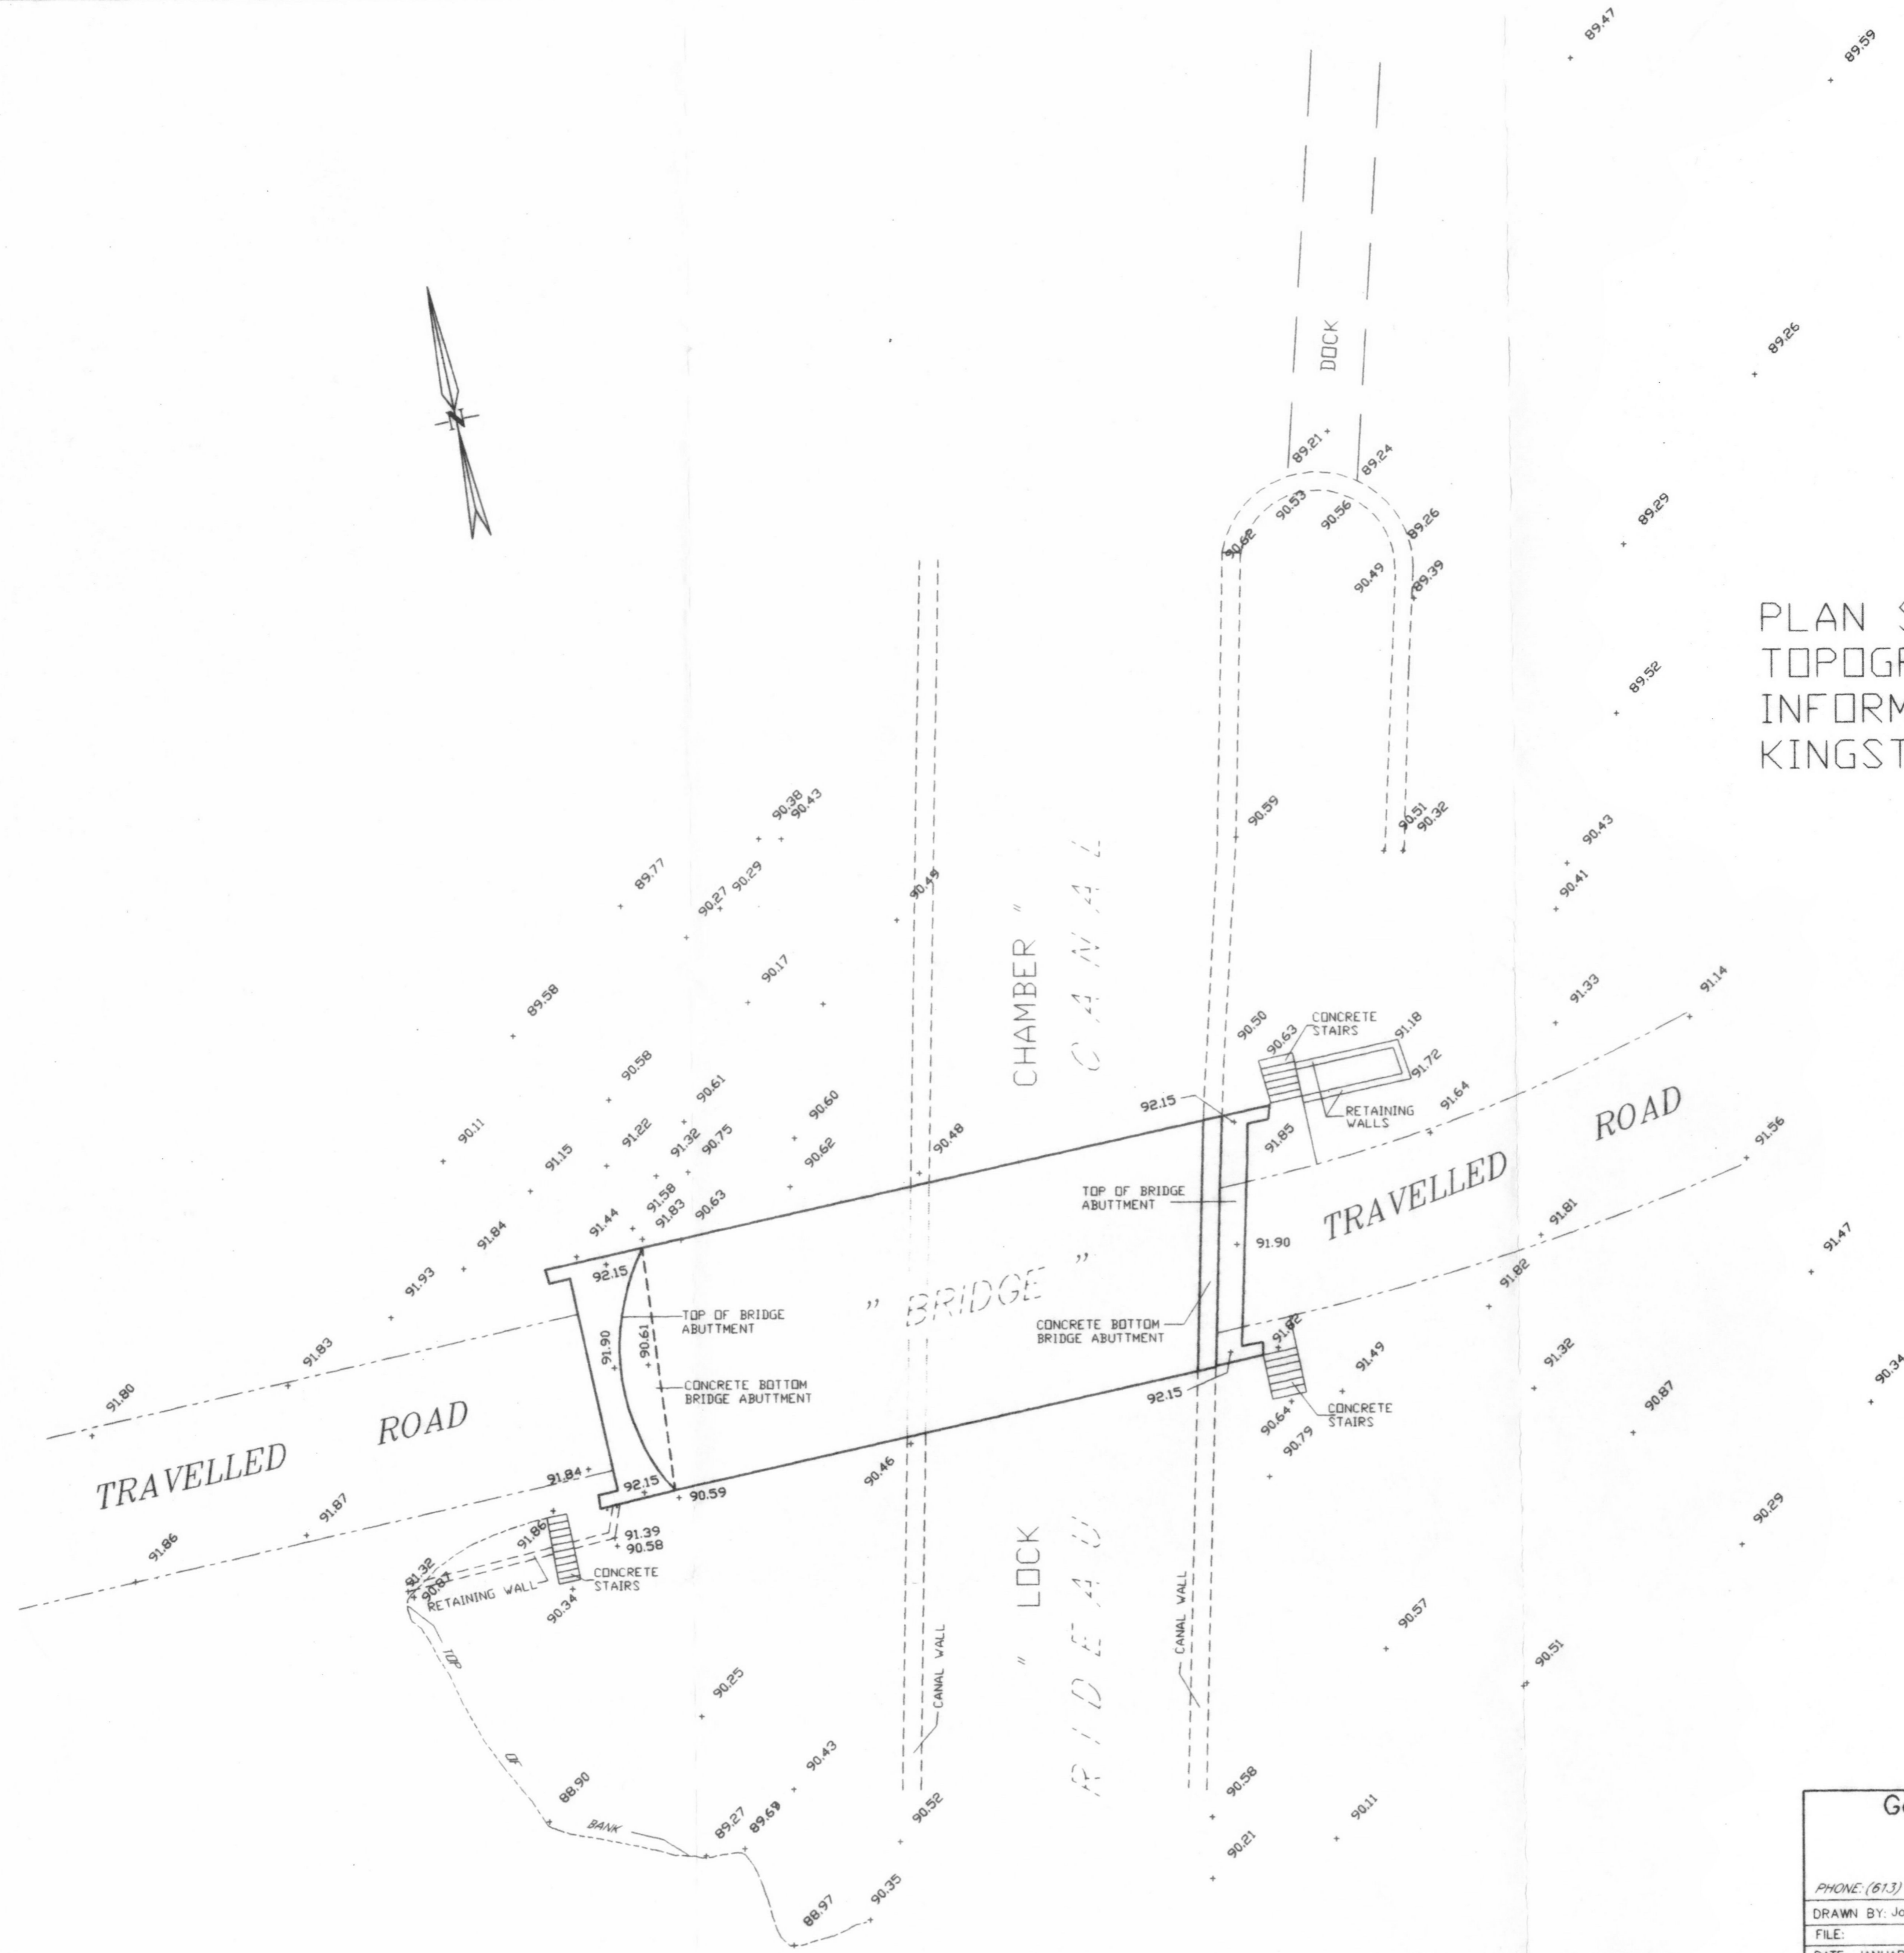 89.47
89.59
89.26
DOCK
89.21
89.24
90.53
90.56
89.26
89.29
90.62
90.49
89.39
N
PLAN
TOPOG
INFORM
KINGST
89.52
90.38
90.43
90.59
90.51
90.32
90.43
89.77
90.27
90.29
90.49
90.41
90.17
CHAMBER "
CANAL
89.58
91.33
91.14
90.50
90.63
CONCRETE
STAIRS
91.18
91.72
90.58
90.61
90.60
92.15
91.64
RETAINING
WALLS
ROAD
90.11
91.22
91.32
90.75
90.62
90.48
91.85
91.56
91.15
91.58
91.83
90.63
TOP OF BRIDGE
ABUTTMENT
TRAVELLED
91.84
91.44
91.90
91.81
91.47
91.93
92.15
" BRIDGE "
91.82
TOP OF BRIDGE
ABUTTMENT
CONCRETE BOTTOM
BRIDGE ABUTTMENT
91.82
91.83
91.90
90.61
91.49
91.32
90.34
91.80
CONCRETE BOTTOM
BRIDGE ABUTTMENT
92.15
90.87
ROAD
CONCRETE
STAIRS
90.64
90.79
TRAVELLED
91.84
92.15
90.59
90.46
91.87
91.86
91.86
91.39
90.58
90.29
91.32
90.87
RETAINING WALL
CONCRETE
STAIRS
90.34
" LOCK
RIDEAU
CANAL WALL
CANAL WALL
90.57
90.51
TOP
OF
BANK
90.25
90.43
88.90
89.27
90.52
90.58
90.11
90.21
88.97
90.35
G
PHONE: (613)
DRAWN BY: Jo
FILE: